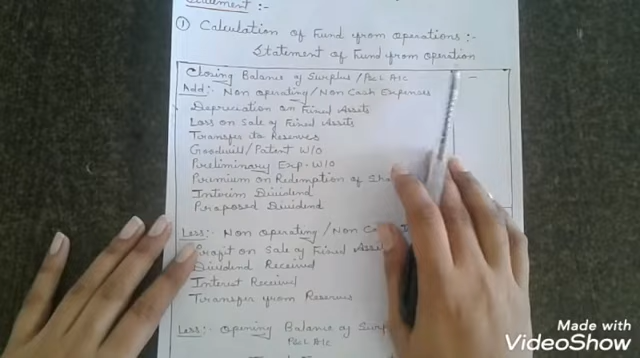 Statement :-
① Calculation of Fund from Operations :-
Statement of Fund from Operation
Closing Balance of Surplus / P&L A/c
Add:- Non Operating / Non Cash Expenses
Depreciation on Fixed Assets
Loss on Sale of Fixed Assets
Transfer to Reserves
Goodwill / Patent W/O
Preliminary Exp. W/O
Premium on Redemption of
Interim Dividend
Proposed Dividend
Less:- Non Operating / Non
Profit on Sale of Fixed
Dividend Received
Interest Received
Transfer from Reserves
Less:- Opening Balance of
P&L A/c
Made with
VideoShow